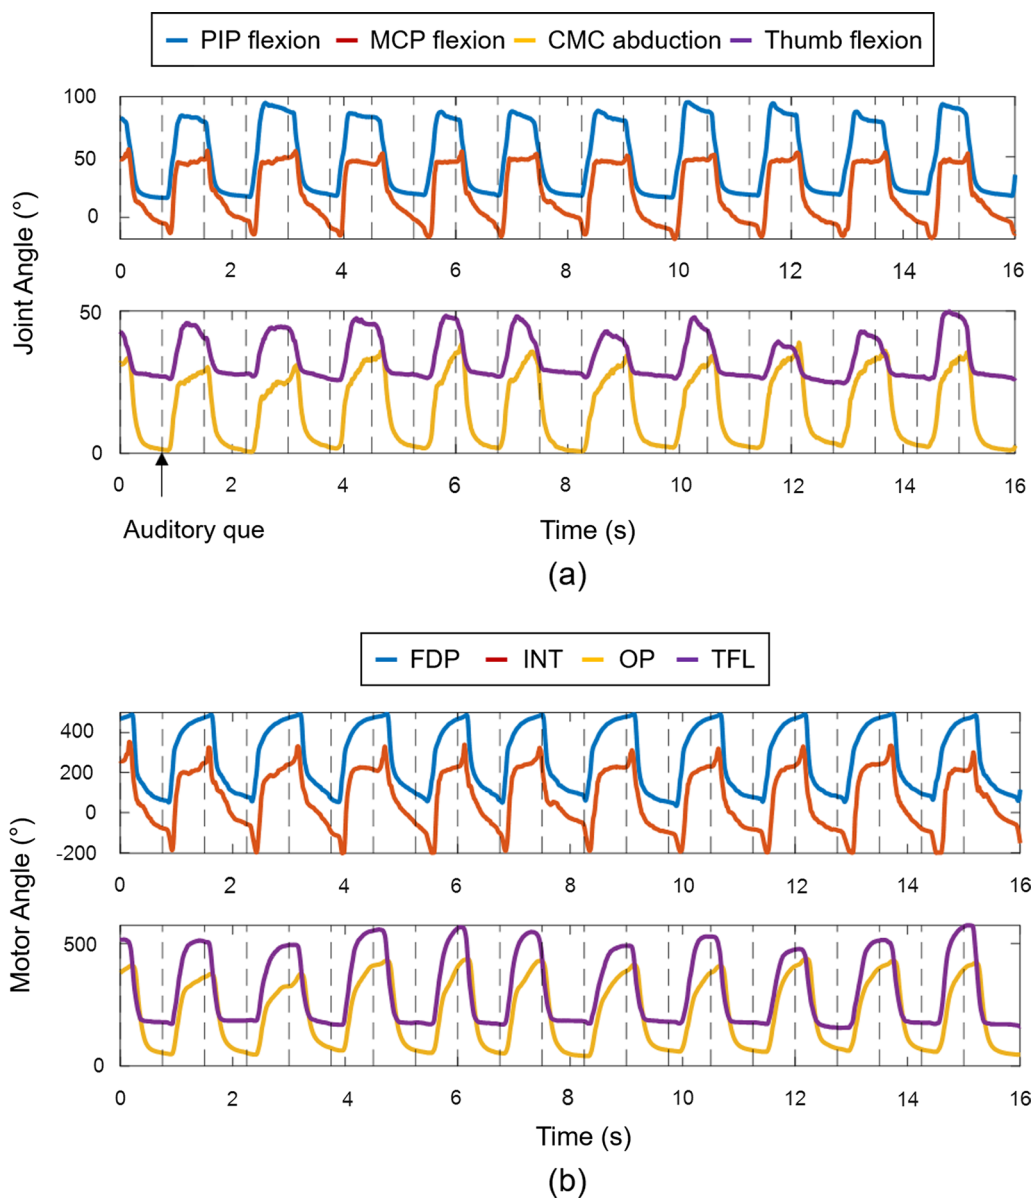 (a)
PIP flexion MCP flexion CMC abduction Thumb flexion
100
50
0
0 2 4 6 8 10 12 14 16
Joint Angle (°)
50
0
0 2 4 6 8 10 12 14 16
Auditory que
Time (s)
(a)
FDP INT OP TFL
400
200
0
-200
0 2 4 6 8 10 12 14 16
Motor Angle (°)
500
0
0 2 4 6 8 10 12 14 16
Time (s)
(b)